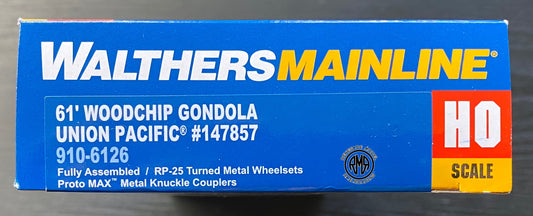 WALTHERSMAINLINE®
61' WOODCHIP GONDOLA
UNION PACIFIC® #147857
910-6126
Fully Assembled / RP-25 Turned Metal Wheelsets
Proto MAX™ Metal Knuckle Couplers
HO
SCALE